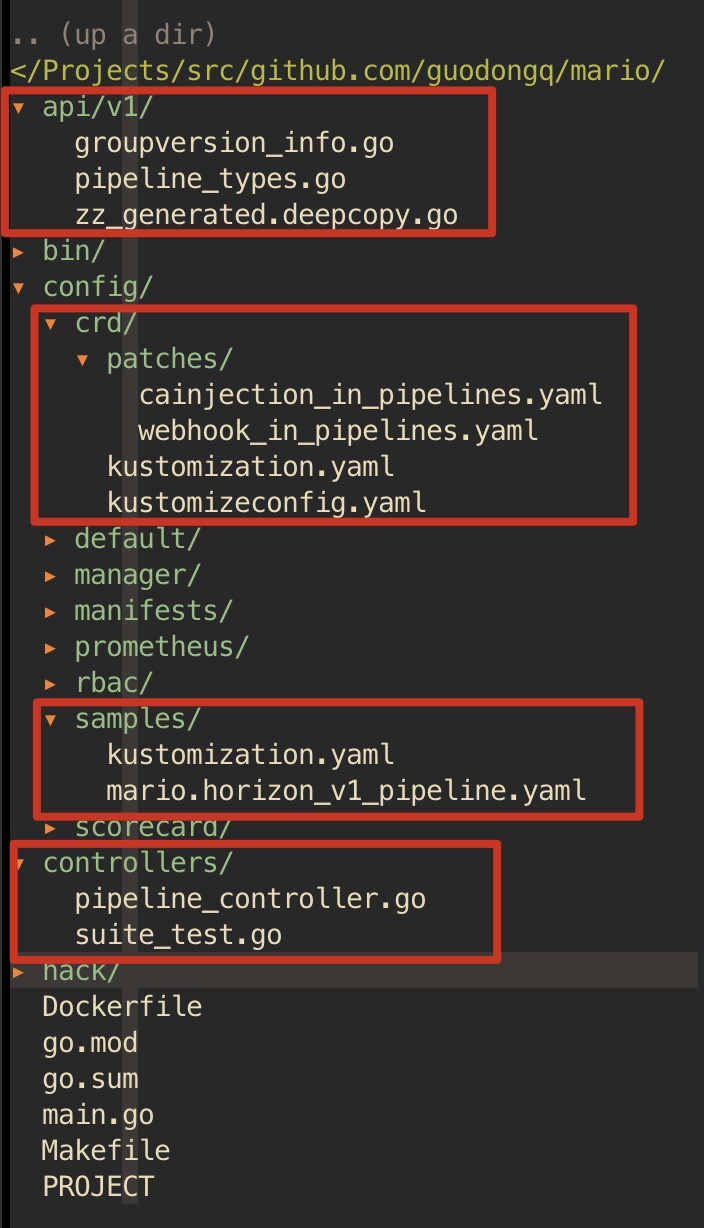 .. (up a dir)
</Projects/src/github.com/guodongq/mario/
▾ api/v1/
groupversion_info.go
pipeline_types.go
zz_generated.deepcopy.go
▸ bin/
▾ config/
▾ crd/
▾ patches/
cainjection_in_pipelines.yaml
webhook_in_pipelines.yaml
kustomization.yaml
kustomizeconfig.yaml
▸ default/
▸ manager/
▸ manifests/
▸ prometheus/
▸ rbac/
▾ samples/
kustomization.yaml
mario.horizon_v1_pipeline.yaml
▸ scorecard/
▾ controllers/
pipeline_controller.go
suite_test.go
▸ hack/
Dockerfile
go.mod
go.sum
main.go
Makefile
PROJECT